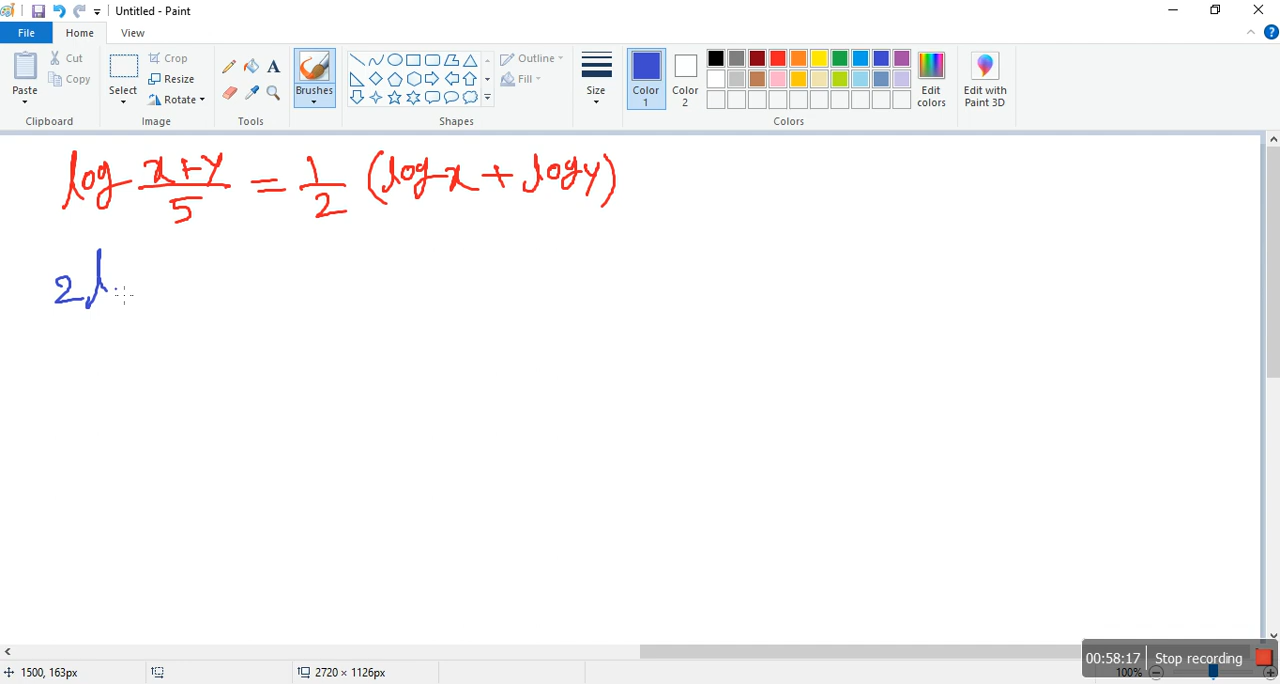 Untitled - Paint
File Home View
Paste
Cut
Copy
Clipboard
Select
Crop
Resize
Rotate
Image
A
Tools
Brushes
Outline
Fill
Shapes
Size
Color 1
Color 2
Edit colors
Edit with Paint 3D
Colors
log (x+y)/5 = 1/2 (log x + log y)
2 l
1500, 163px
2720 × 1126px
100%
00:58:17 Stop recording